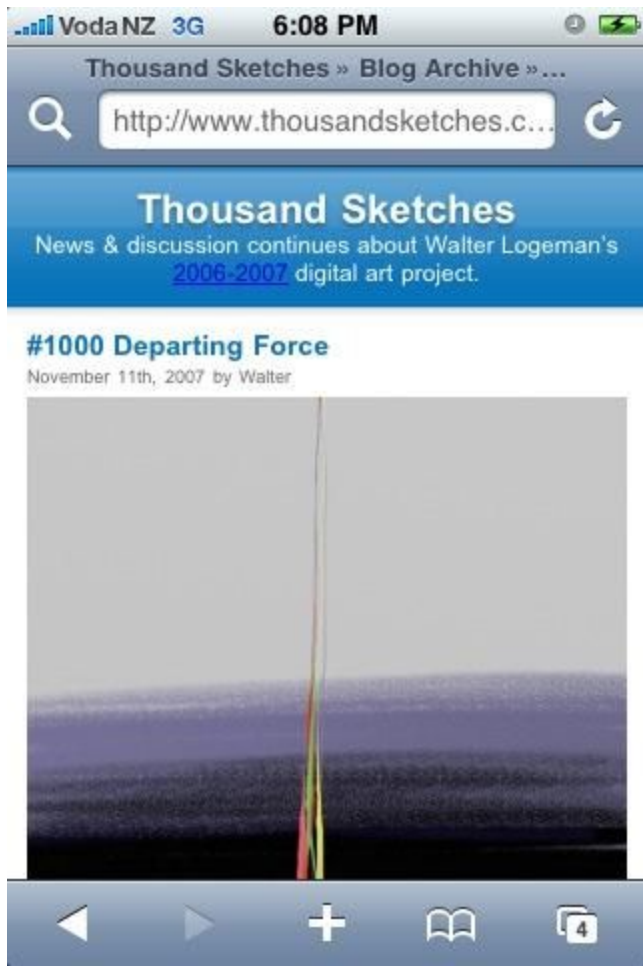 Voda NZ 3G 6:08 PM
Thousand Sketches » Blog Archive »...
http://www.thousandsketches.c...
Thousand Sketches
News & discussion continues about Walter Logeman's
2006-2007 digital art project.
#1000 Departing Force
November 11th, 2007 by Walter
4